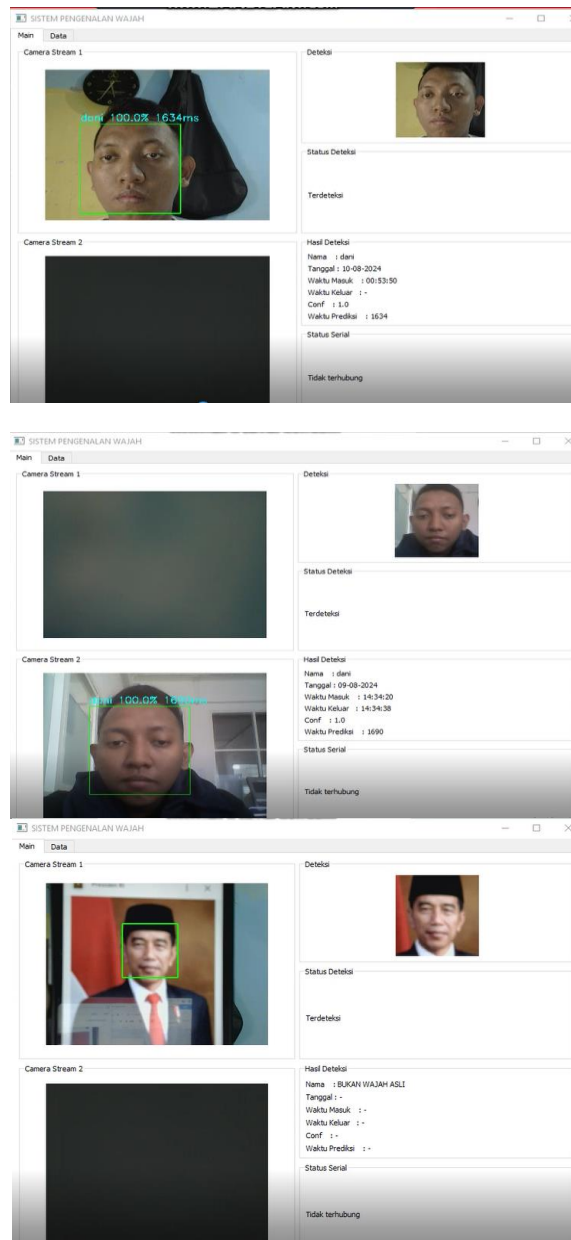 SISTEM PENGENALAN WAJAH
Main Data
Camera Stream 1
dani 100.0% 1634ms
Deteksi
Status Deteksi
Terdeteksi
Camera Stream 2
Hasil Deteksi
Nama : dani
Tanggal : 10-08-2024
Waktu Masuk : 00:53:50
Waktu Keluar : -
Conf : 1.0
Waktu Prediksi : 1634
Status Serial
Tidak terhubung
SISTEM PENGENALAN WAJAH
Main Data
Camera Stream 1
Deteksi
Status Deteksi
Terdeteksi
Camera Stream 2
dani 100.0%
Hasil Deteksi
Nama : dani
Tanggal : 09-08-2024
Waktu Masuk : 14:34:20
Waktu Keluar : 14:34:38
Conf : 1.0
Waktu Prediksi : 1690
Status Serial
Tidak terhubung
SISTEM PENGENALAN WAJAH
Main Data
Camera Stream 1
Deteksi
Status Deteksi
Terdeteksi
Camera Stream 2
Hasil Deteksi
Nama : BUKAN WAJAH ASLI
Tanggal : -
Waktu Masuk : -
Waktu Keluar : -
Conf : -
Waktu Prediksi : -
Status Serial
Tidak terhubung